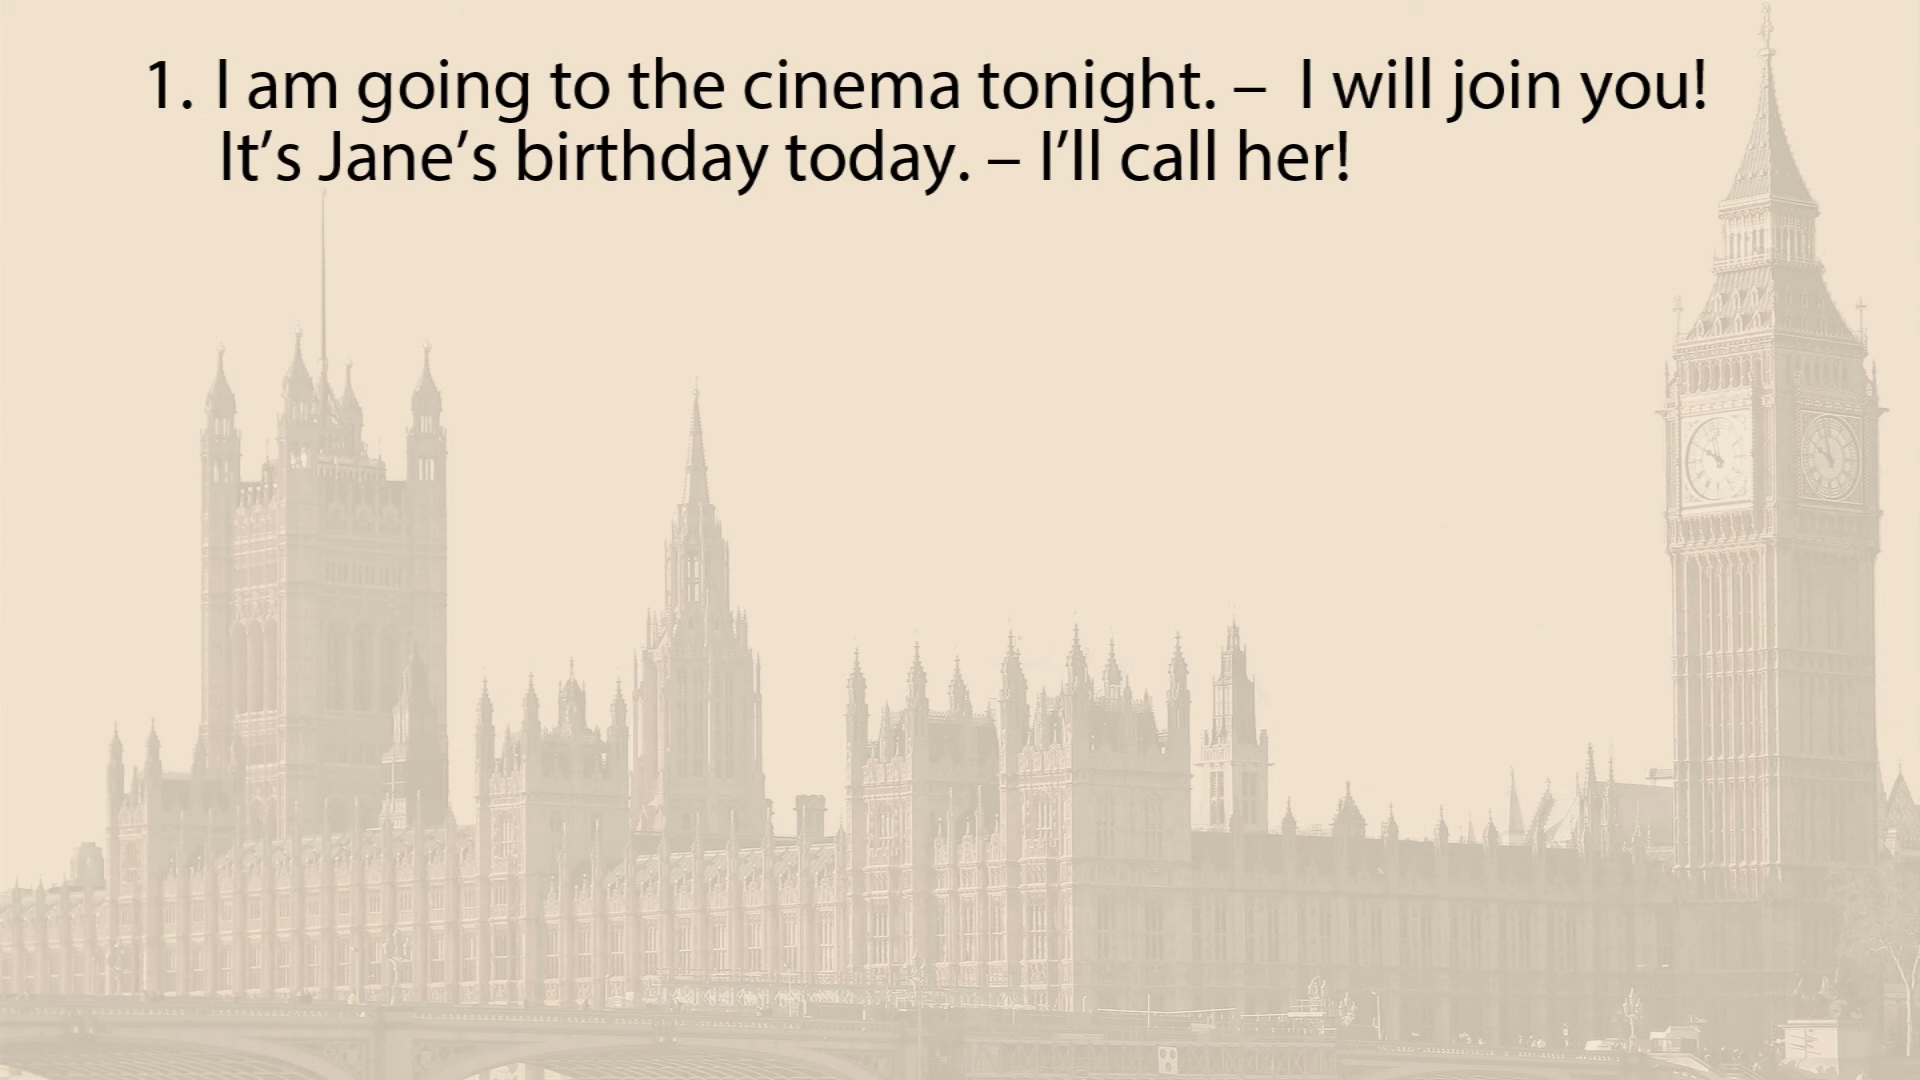 1. I am going to the cinema tonight. – I will join you!
It’s Jane’s birthday today. – I’ll call her!